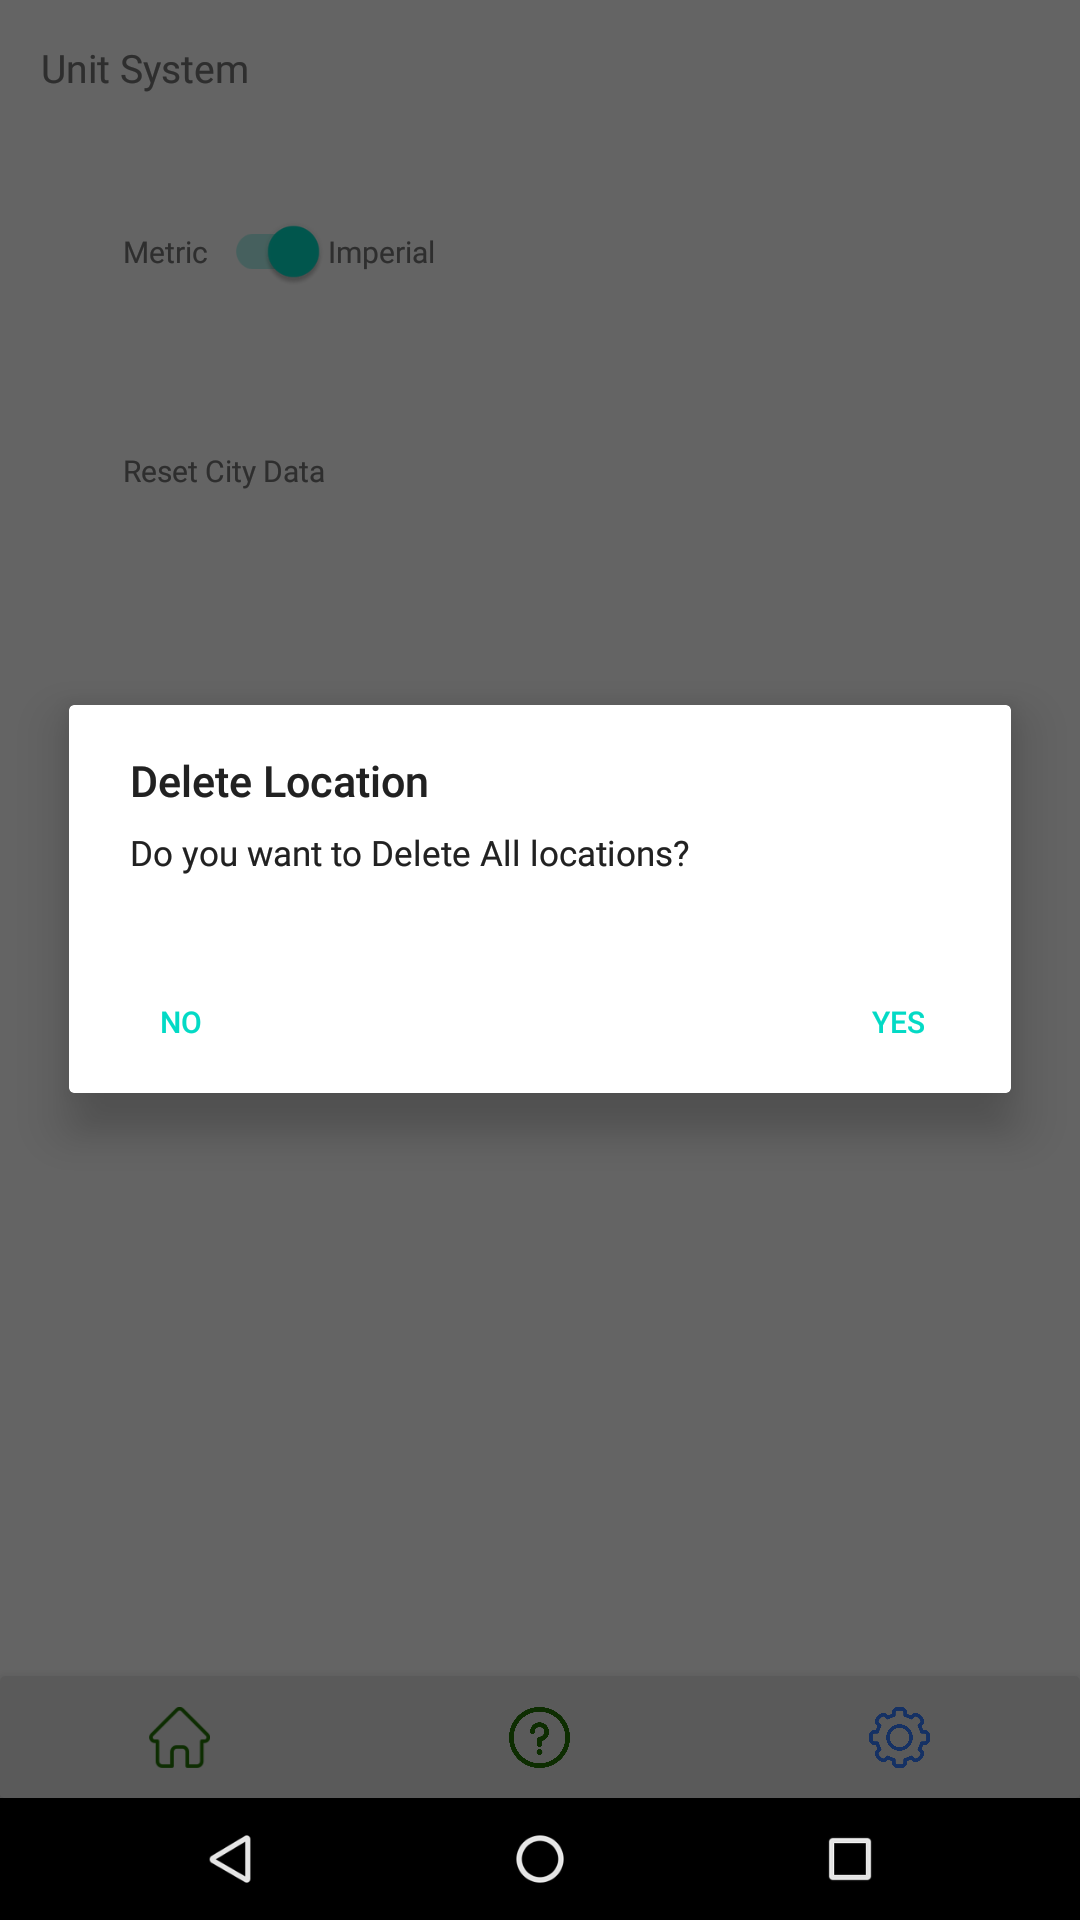 Unit System
Metric Imperial
Reset City Data
Delete Location
Do you want to Delete All locations?
NO YES
?